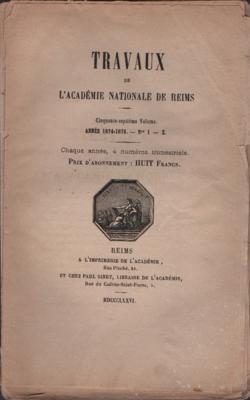 TRAVAUX
DE
L'ACADÉMIE NATIONALE DE REIMS
Cinquante-septième Volume.
ANNÉE 1874-1875. — Nos 1 — 2.
Chaque année, 4 numéros trimestriels.
PRIX D'ABONNEMENT : HUIT FRANCS.
REIMS
A L'IMPRIMERIE DE L'ACADÉMIE,
Rue Pluche, 24.
ET CHEZ PAUL GIRET, LIBRAIRE DE L'ACADÉMIE,
Rue du Cadran-Saint-Pierre,
MDCCCLXXVI.